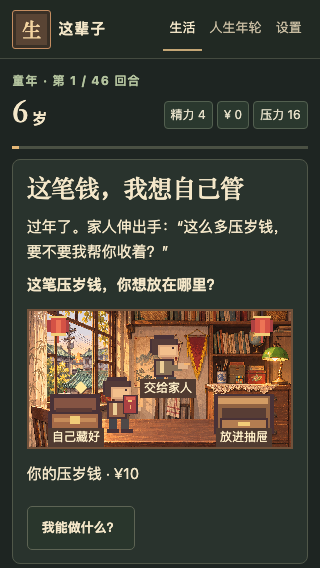 生 这辈子 生活 人生年轮 设置
童年 · 第 1 / 46 回合
6 岁 精力 4 ¥ 0 压力 16
这笔钱，我想自己管
过年了。家人伸出手：“这么多压岁钱，
要不要我帮你收着？”
这笔压岁钱，你想放在哪里？
交给家人
自己藏好 放进抽屉
你的压岁钱 · ¥10
我能做什么？